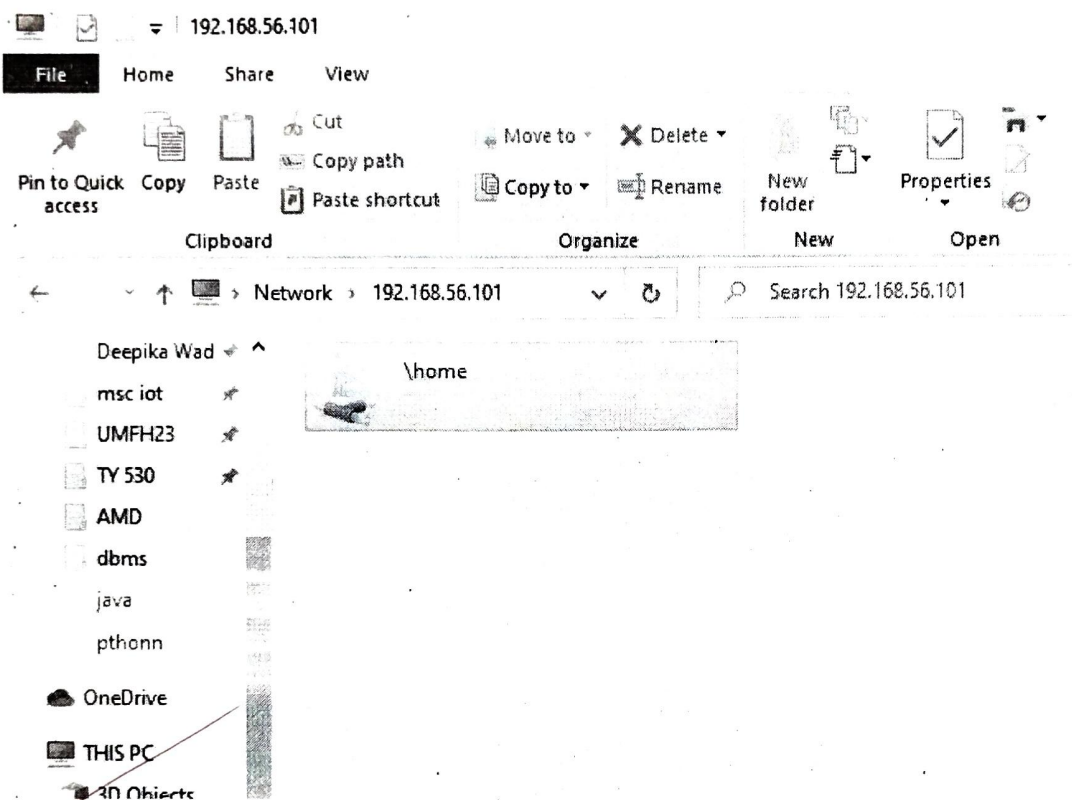 192.168.56.101
File Home Share View
Pin to Quick access
Copy
Paste
Cut
Copy path
Paste shortcut
Clipboard
Move to
Copy to
Delete
Rename
Organize
New folder
New
Properties
Open
Network › 192.168.56.101
Search 192.168.56.101
Deepika Wad
msc iot
UMFH23
TY 530
AMD
dbms
java
pthonn
OneDrive
THIS PC
3D Objects
\home